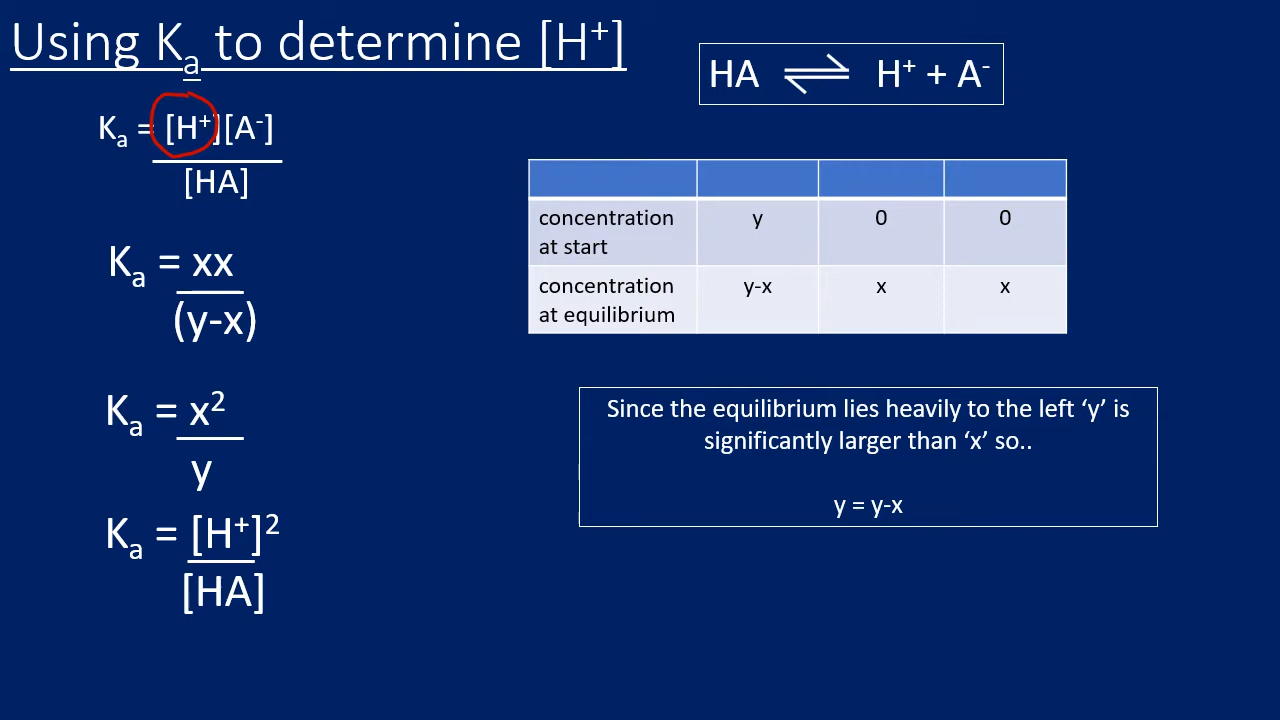 Using Kₐ to determine [H⁺]
HA ⇌ H⁺ + A⁻
Kₐ = [H⁺][A⁻]
[HA]
concentration at start y 0 0
concentration at equilibrium y-x x x
Kₐ = xx
(y-x)
Kₐ = x²
y
Kₐ = [H⁺]²
[HA]
Since the equilibrium lies heavily to the left ‘y’ is
significantly larger than ‘x’ so..
y = y-x